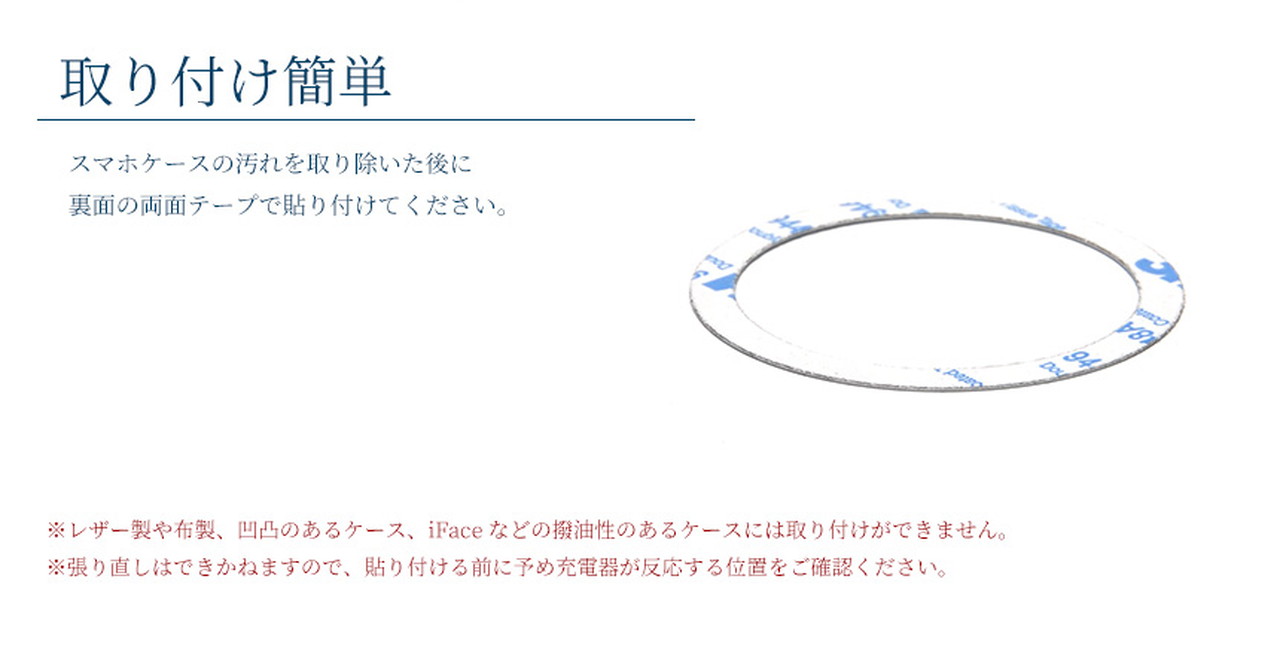 取り付け簡単
スマホケースの汚れを取り除いた後に
裏面の両面テープで貼り付けてください。
※レザー製や布製、凹凸のあるケース、iFace などの撥油性のあるケースには取り付けができません。
※張り直しはできかねますので、貼り付ける前に予め充電器が反応する位置をご確認ください。